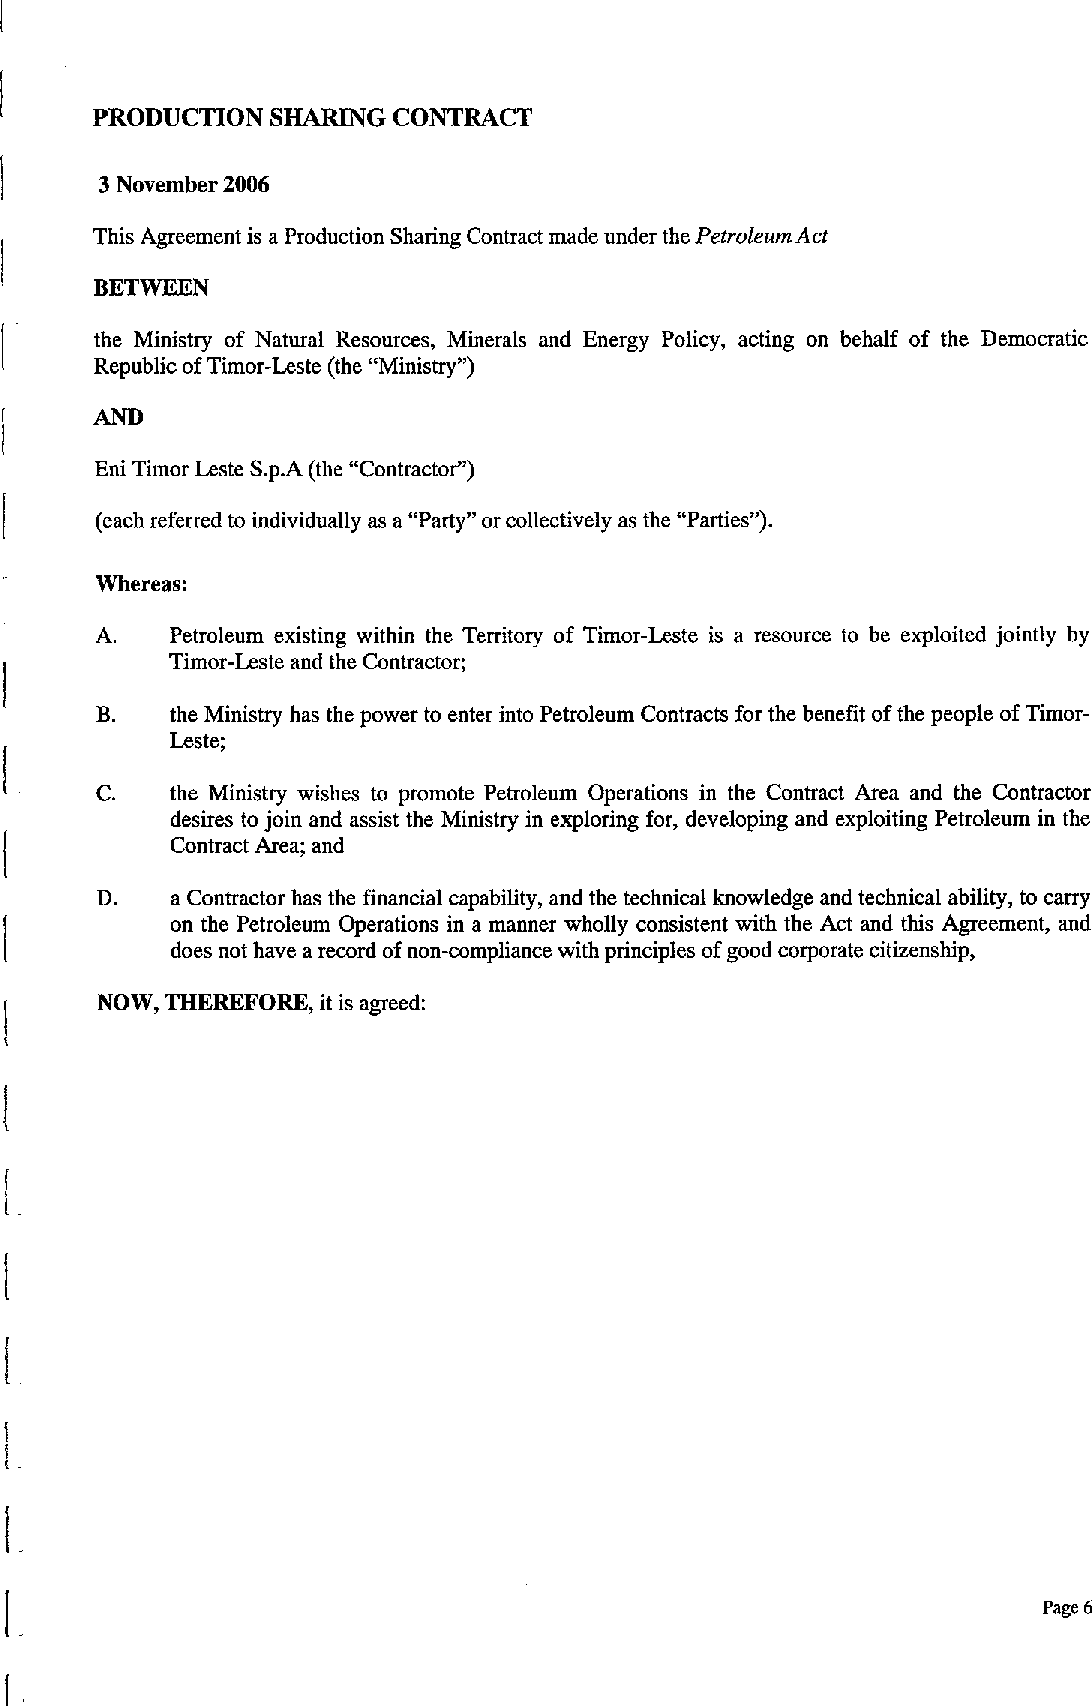 PRODUCTION SHARING CONTRACT
3 November 2006
This Agreement is a Production Sharing Contract made under the Petroleum Act
BETWEEN
the Ministry of Natural Resources, Minerals and Energy Policy, acting on behalf of the Democratic
Republic of Timor-Leste (the “Ministry”)
AND
Eni Timor Leste S.p.A (the “Contractor”)
(each referred to individually as a “Party” or collectively as the “Parties”).
Whereas:
A. Petroleum existing within the Territory of Timor-Leste is a resource to be exploited jointly by
Timor-Leste and the Contractor;
B. the Ministry has the power to enter into Petroleum Contracts for the benefit of the people of Timor-
Leste;
C. the Ministry wishes to promote Petroleum Operations in the Contract Area and the Contractor
desires to join and assist the Ministry in exploring for, developing and exploiting Petroleum in the
Contract Area; and
D. a Contractor has the financial capability, and the technical knowledge and technical ability, to carry
on the Petroleum Operations in a manner wholly consistent with the Act and this Agreement, and
does not have a record of non-compliance with principles of good corporate citizenship,
NOW, THEREFORE, it is agreed:
Page 6